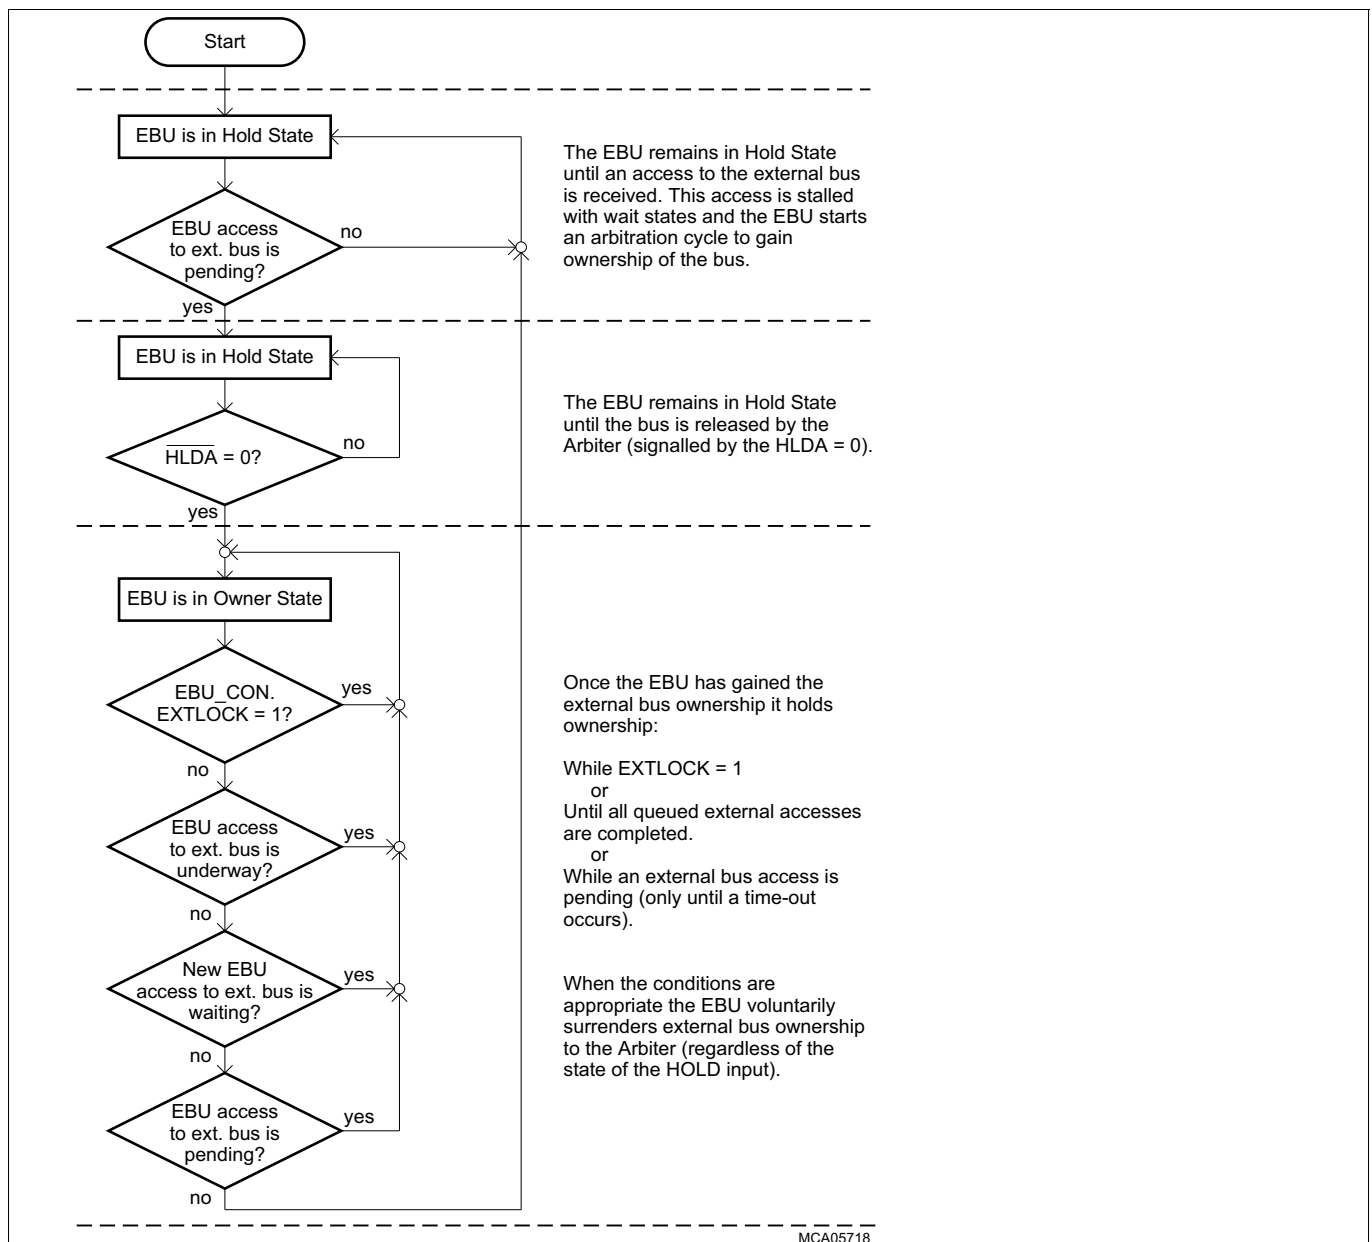 Start
EBU is in Hold State
EBU access
to ext. bus is
pending?
no
yes
The EBU remains in Hold State
until an access to the external bus
is received. This access is stalled
with wait states and the EBU starts
an arbitration cycle to gain
ownership of the bus.
EBU is in Hold State
HLDA = 0?
no
yes
The EBU remains in Hold State
until the bus is released by the
Arbiter (signalled by the HLDA = 0).
EBU is in Owner State
EBU_CON.
EXTLOCK = 1?
yes
no
EBU access
to ext. bus is
underway?
yes
no
New EBU
access to ext. bus is
waiting?
yes
no
EBU access
to ext. bus is
pending?
yes
no
Once the EBU has gained the
external bus ownership it holds
ownership:
While EXTLOCK = 1
or
Until all queued external accesses
are completed.
or
While an external bus access is
pending (only until a time-out
occurs).
When the conditions are
appropriate the EBU voluntarily
surrenders external bus ownership
to the Arbiter (regardless of the
state of the HOLD input).
MCA05718